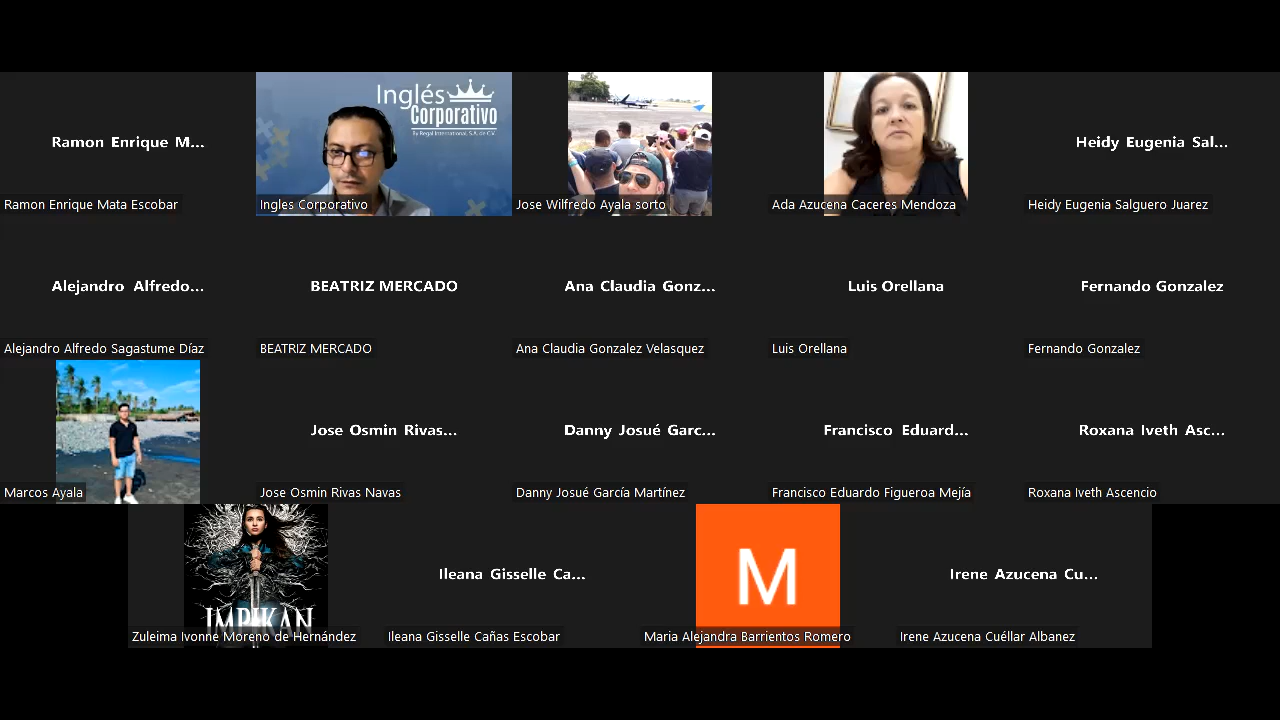 Ramon Enrique M...
Ramon Enrique Mata Escobar
Inglés
Corporativo
By Regal International, S.A. de C.V.
Ingles Corporativo
Jose Wilfredo Ayala sorto
Ada Azucena Caceres Mendoza
Heidy Eugenia Sal...
Heidy Eugenia Salguero Juarez
Alejandro Alfredo...
Alejandro Alfredo Sagastume Díaz
BEATRIZ MERCADO
BEATRIZ MERCADO
Ana Claudia Gonz...
Ana Claudia Gonzalez Velasquez
Luis Orellana
Luis Orellana
Fernando Gonzalez
Fernando Gonzalez
Marcos Ayala
Jose Osmin Rivas...
Jose Osmin Rivas Navas
Danny Josué Garc...
Danny Josué García Martínez
Francisco Eduard...
Francisco Eduardo Figueroa Mejía
Roxana Iveth Asc...
Roxana Iveth Ascencio
IMPIKAN
Zuleima Ivonne Moreno de Hernández
Ileana Gisselle Ca...
Ileana Gisselle Cañas Escobar
M
Maria Alejandra Barrientos Romero
Irene Azucena Cu...
Irene Azucena Cuéllar Albanez